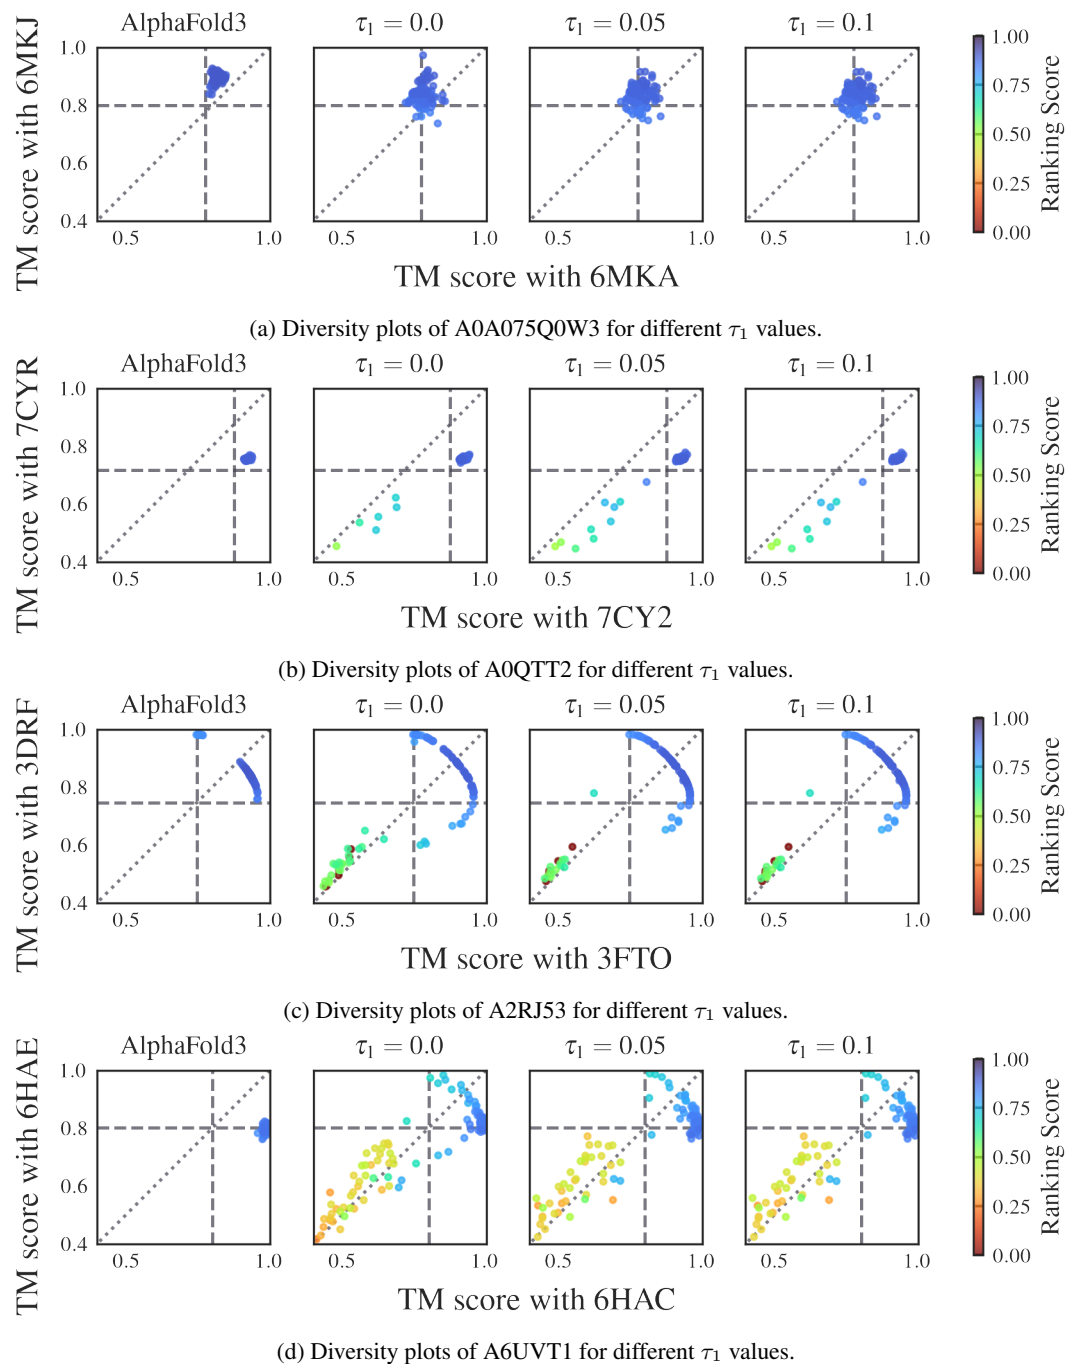 AlphaFold3 τ₁ = 0.0 τ₁ = 0.05 τ₁ = 0.1
TM score with 6MKJ
1.0
0.8
0.6
0.4
0.5 1.0 0.5 1.0 0.5 1.0 0.5 1.0
TM score with 6MKA
1.00
0.75
0.50
0.25
0.00
Ranking Score
(a) Diversity plots of A0A075Q0W3 for different τ₁ values.
AlphaFold3 τ₁ = 0.0 τ₁ = 0.05 τ₁ = 0.1
TM score with 7CYR
1.0
0.8
0.6
0.4
0.5 1.0 0.5 1.0 0.5 1.0 0.5 1.0
TM score with 7CY2
1.00
0.75
0.50
0.25
0.00
Ranking Score
(b) Diversity plots of A0QTT2 for different τ₁ values.
AlphaFold3 τ₁ = 0.0 τ₁ = 0.05 τ₁ = 0.1
TM score with 3DRF
1.0
0.8
0.6
0.4
0.5 1.0 0.5 1.0 0.5 1.0 0.5 1.0
TM score with 3FTO
1.00
0.75
0.50
0.25
0.00
Ranking Score
(c) Diversity plots of A2RJ53 for different τ₁ values.
AlphaFold3 τ₁ = 0.0 τ₁ = 0.05 τ₁ = 0.1
TM score with 6HAE
1.0
0.8
0.6
0.4
0.5 1.0 0.5 1.0 0.5 1.0 0.5 1.0
TM score with 6HAC
1.00
0.75
0.50
0.25
0.00
Ranking Score
(d) Diversity plots of A6UVT1 for different τ₁ values.